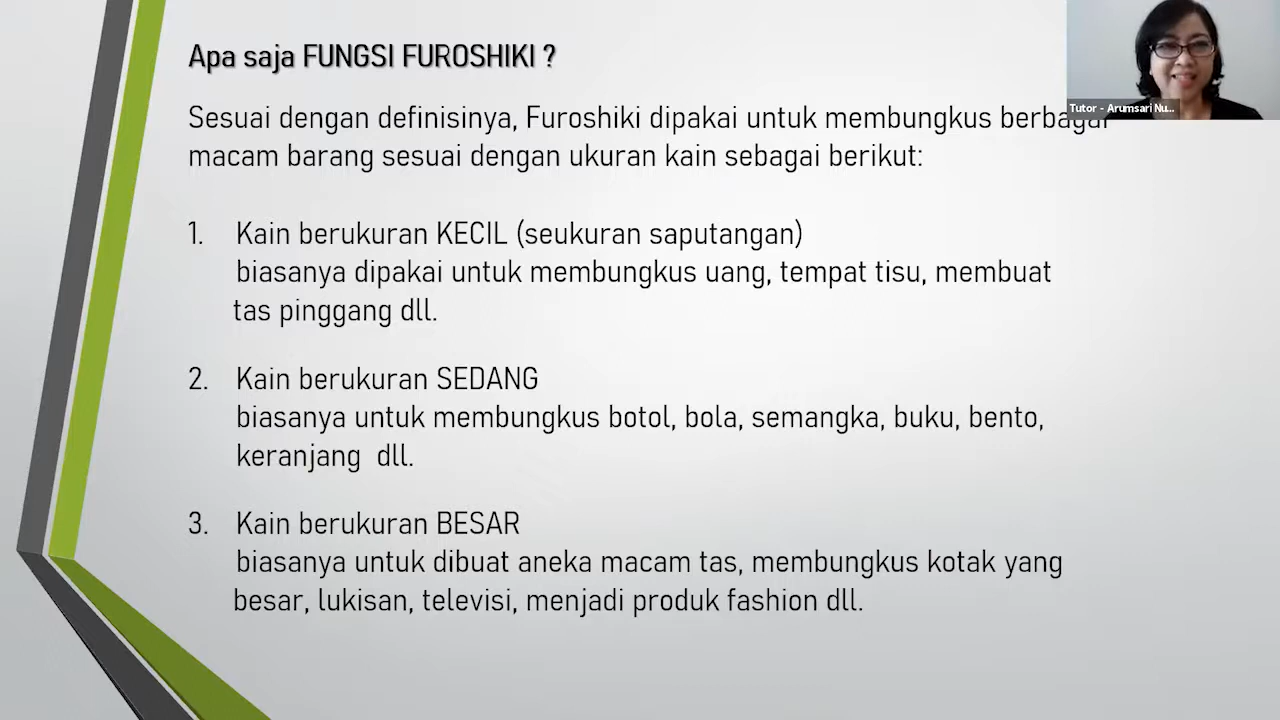 Apa saja FUNGSI FUROSHIKI ?
Sesuai dengan definisinya, Furoshiki dipakai untuk membungkus berbagai
macam barang sesuai dengan ukuran kain sebagai berikut:
1. Kain berukuran KECIL (seukuran saputangan)
biasanya dipakai untuk membungkus uang, tempat tisu, membuat
tas pinggang dll.
2. Kain berukuran SEDANG
biasanya untuk membungkus botol, bola, semangka, buku, bento,
keranjang dll.
3. Kain berukuran BESAR
biasanya untuk dibuat aneka macam tas, membungkus kotak yang
besar, lukisan, televisi, menjadi produk fashion dll.
Tutor - Arumsari Nu...